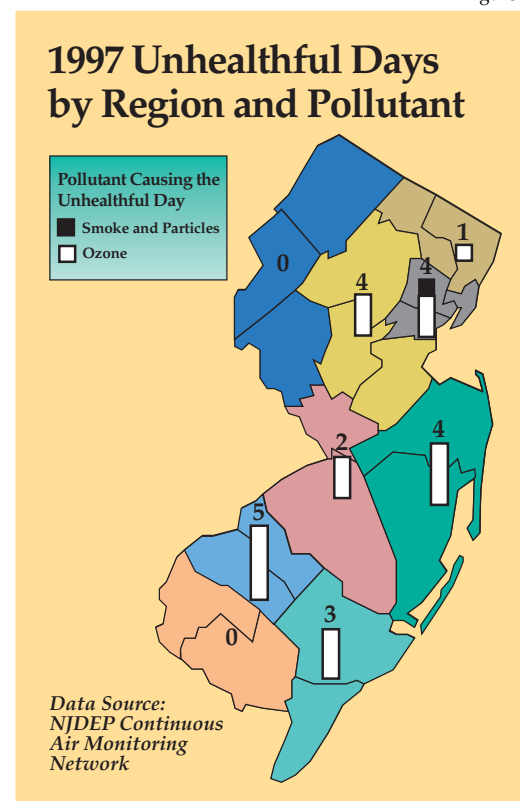 1997 Unhealthful Days
by Region and Pollutant
Pollutant Causing the
Unhealthful Day
Smoke and Particles
Ozone
1
0
4
4
2
4
5
3
0
Data Source:
NJDEP Continuous
Air Monitoring
Network